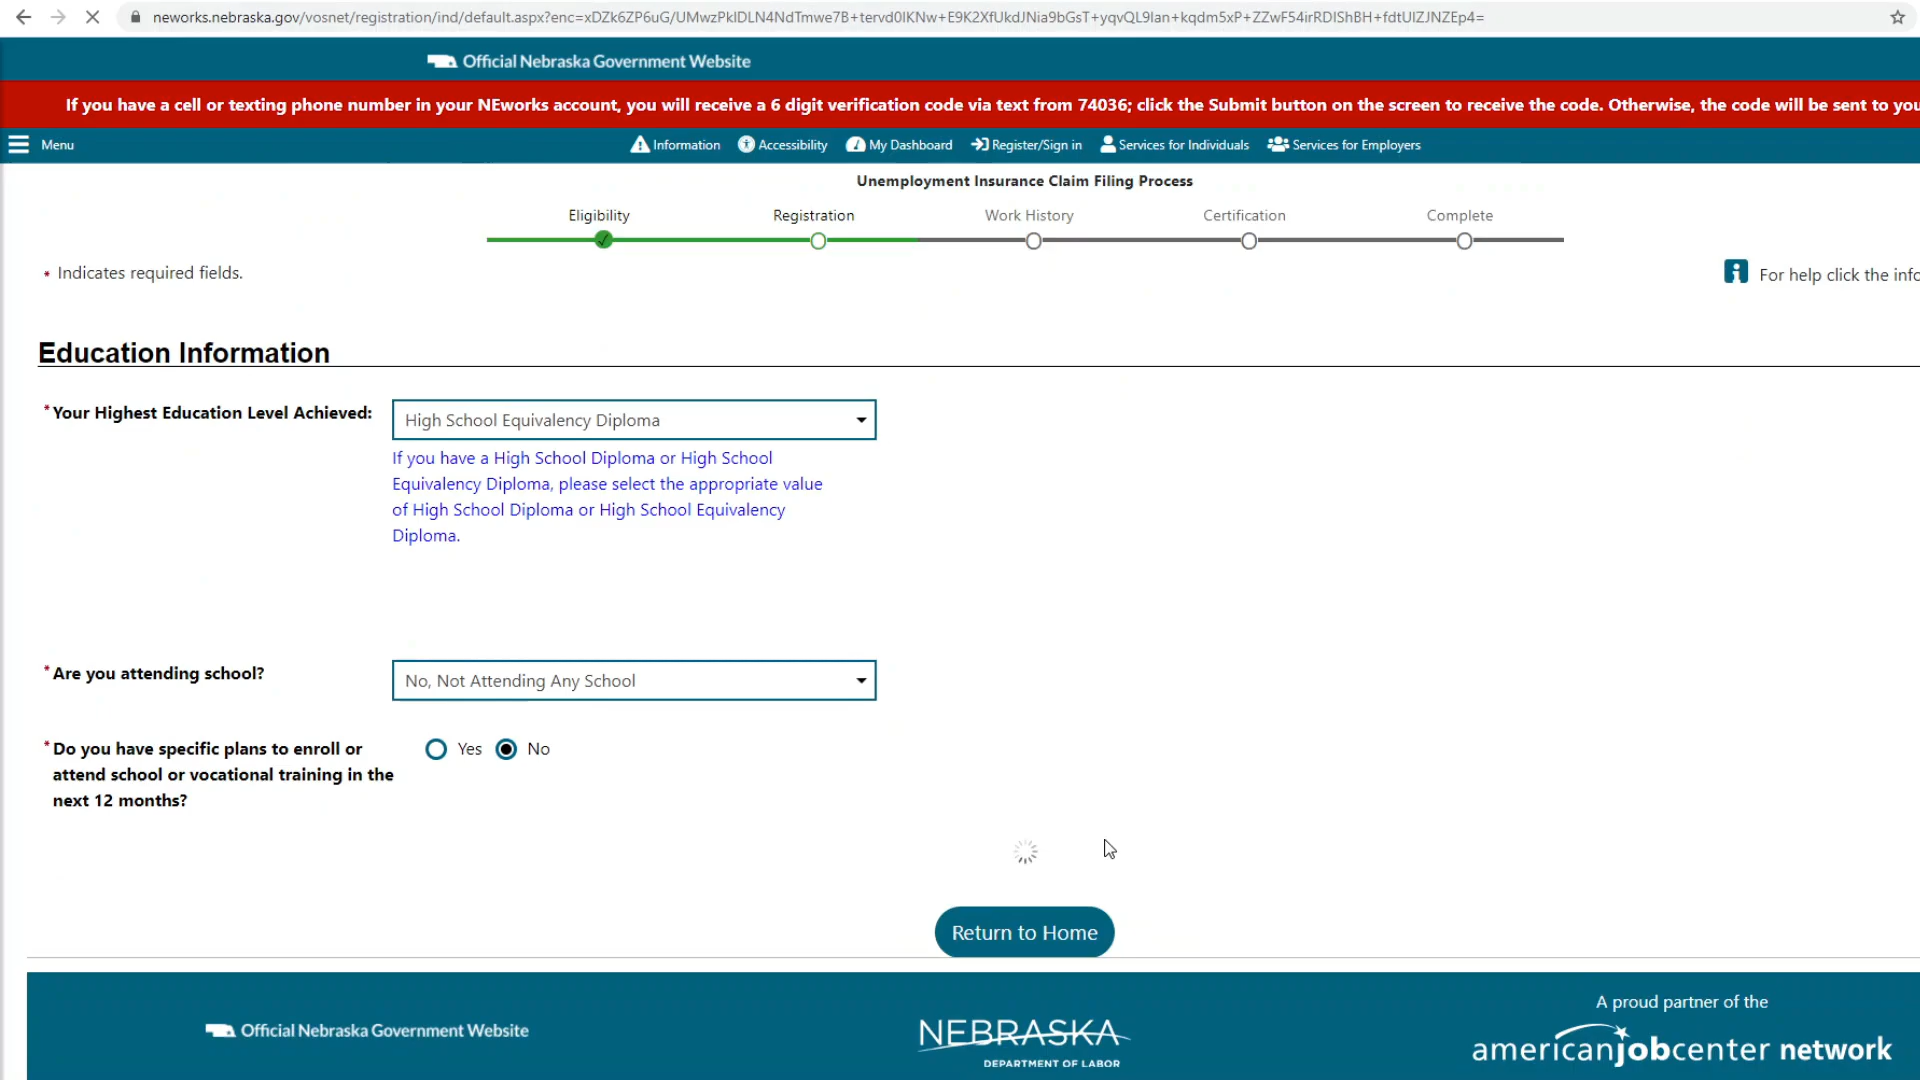 neworks.nebraska.gov/vosnet/registration/ind/default.aspx?enc=xDZk6ZP6uG/UMwzPkIDLN4NdTmwe7B+tervd0IKNw+E9K2XfUkdJNia9bGsT+yqvQL9Ian+kqdm5xP+ZZwF54irRDIShBH+fdtUIZJNZEp4=
Official Nebraska Government Website
If you have a cell or texting phone number in your NEworks account, you will receive a 6 digit verification code via text from 74036; click the Submit button on the screen to receive the code. Otherwise, the code will be sent to you
Menu Information Accessibility My Dashboard Register/Sign in Services for Individuals Services for Employers
Unemployment Insurance Claim Filing Process
Eligibility Registration Work History Certification Complete
* Indicates required fields.
i For help click the info
Education Information
*Your Highest Education Level Achieved: High School Equivalency Diploma
If you have a High School Diploma or High School
Equivalency Diploma, please select the appropriate value
of High School Diploma or High School Equivalency
Diploma.
*Are you attending school? No, Not Attending Any School
*Do you have specific plans to enroll or Yes No
attend school or vocational training in the
next 12 months?
Return to Home
Official Nebraska Government Website
NEBRASKA
DEPARTMENT OF LABOR
A proud partner of the
americanjobcenter network